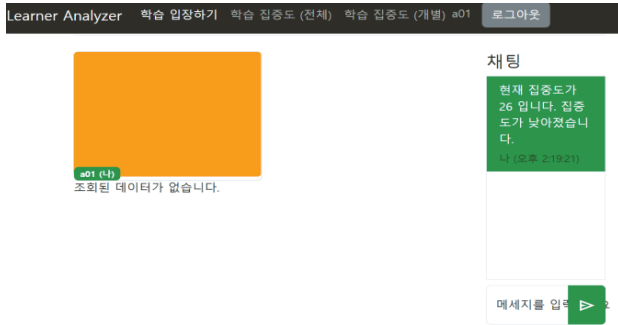 Learner Analyzer 학습 입장하기 학습 집중도 (전체) 학습 집중도 (개별) a01 로그아웃
채팅
현재 집중도가
26 입니다. 집중
도가 낮아졌습니
다.
나 (오후 2:19:21)
a01 (나)
조회된 데이터가 없습니다.
메세지를 입력